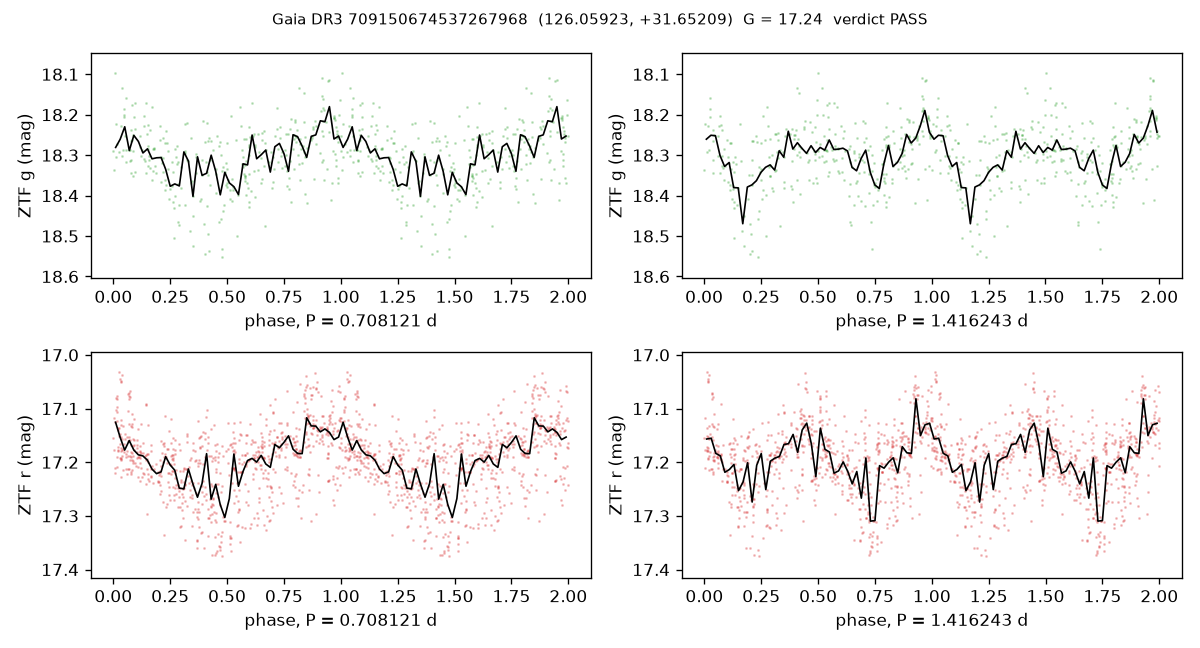 Gaia DR3 709150674537267968 (126.05923, +31.65209) G = 17.24 verdict PASS
ZTF g (mag)
18.1
18.2
18.3
18.4
18.5
18.6
0.00 0.25 0.50 0.75 1.00 1.25 1.50 1.75 2.00
phase, P = 0.708121 d
ZTF g (mag)
18.1
18.2
18.3
18.4
18.5
18.6
0.00 0.25 0.50 0.75 1.00 1.25 1.50 1.75 2.00
phase, P = 1.416243 d
ZTF r (mag)
17.0
17.1
17.2
17.3
17.4
0.00 0.25 0.50 0.75 1.00 1.25 1.50 1.75 2.00
phase, P = 0.708121 d
ZTF r (mag)
17.0
17.1
17.2
17.3
17.4
0.00 0.25 0.50 0.75 1.00 1.25 1.50 1.75 2.00
phase, P = 1.416243 d